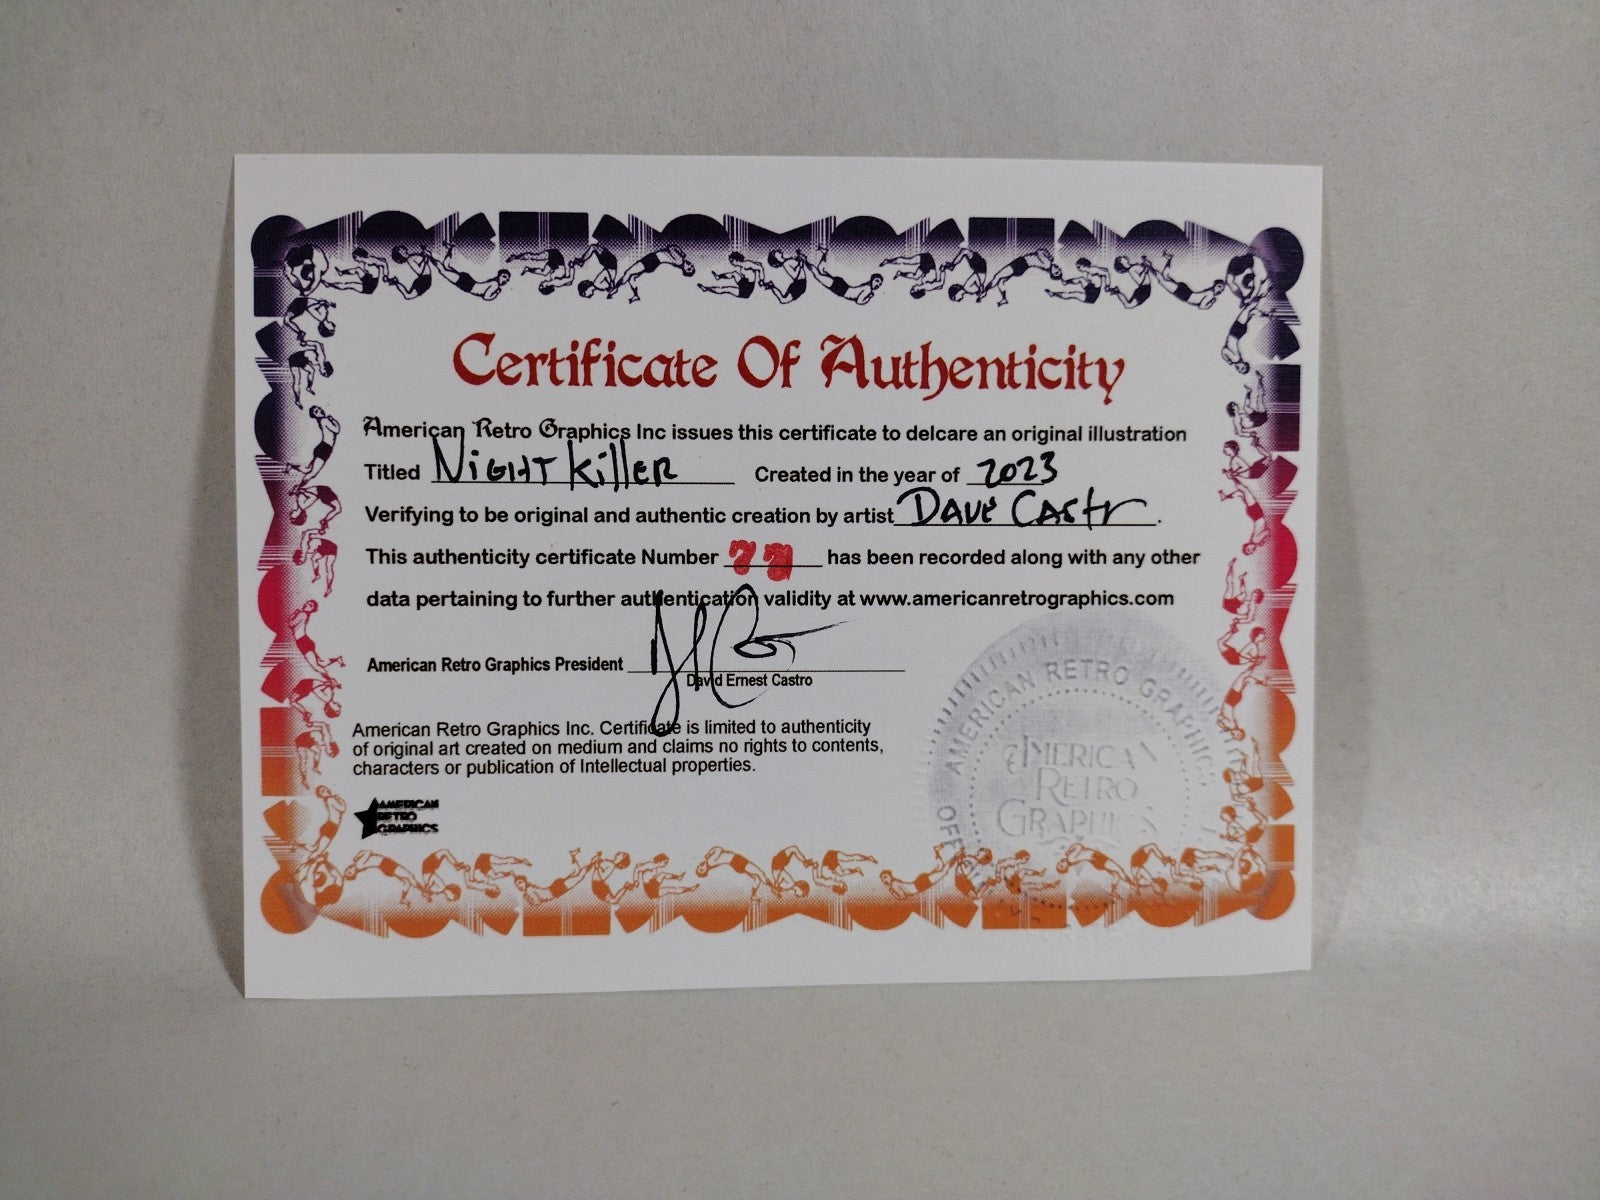 Certificate Of Authenticity
American Retro Graphics Inc issues this certificate to delcare an original illustration
Titled Night Killer Created in the year of 2023
Verifying to be original and authentic creation by artist Dave Castr.
This authenticity certificate Number 77 has been recorded along with any other
data pertaining to further authentication validity at www.americanretrographics.com
American Retro Graphics President
David Ernest Castro
American Retro Graphics Inc. Certificate is limited to authenticity
of original art created on medium and claims no rights to contents,
characters or publication of Intellectual properties.
AMERICAN
RETRO
GRAPHICS
AMERICAN RETRO GRAPHICS
AMERICAN
RETRO
GRAPHICS